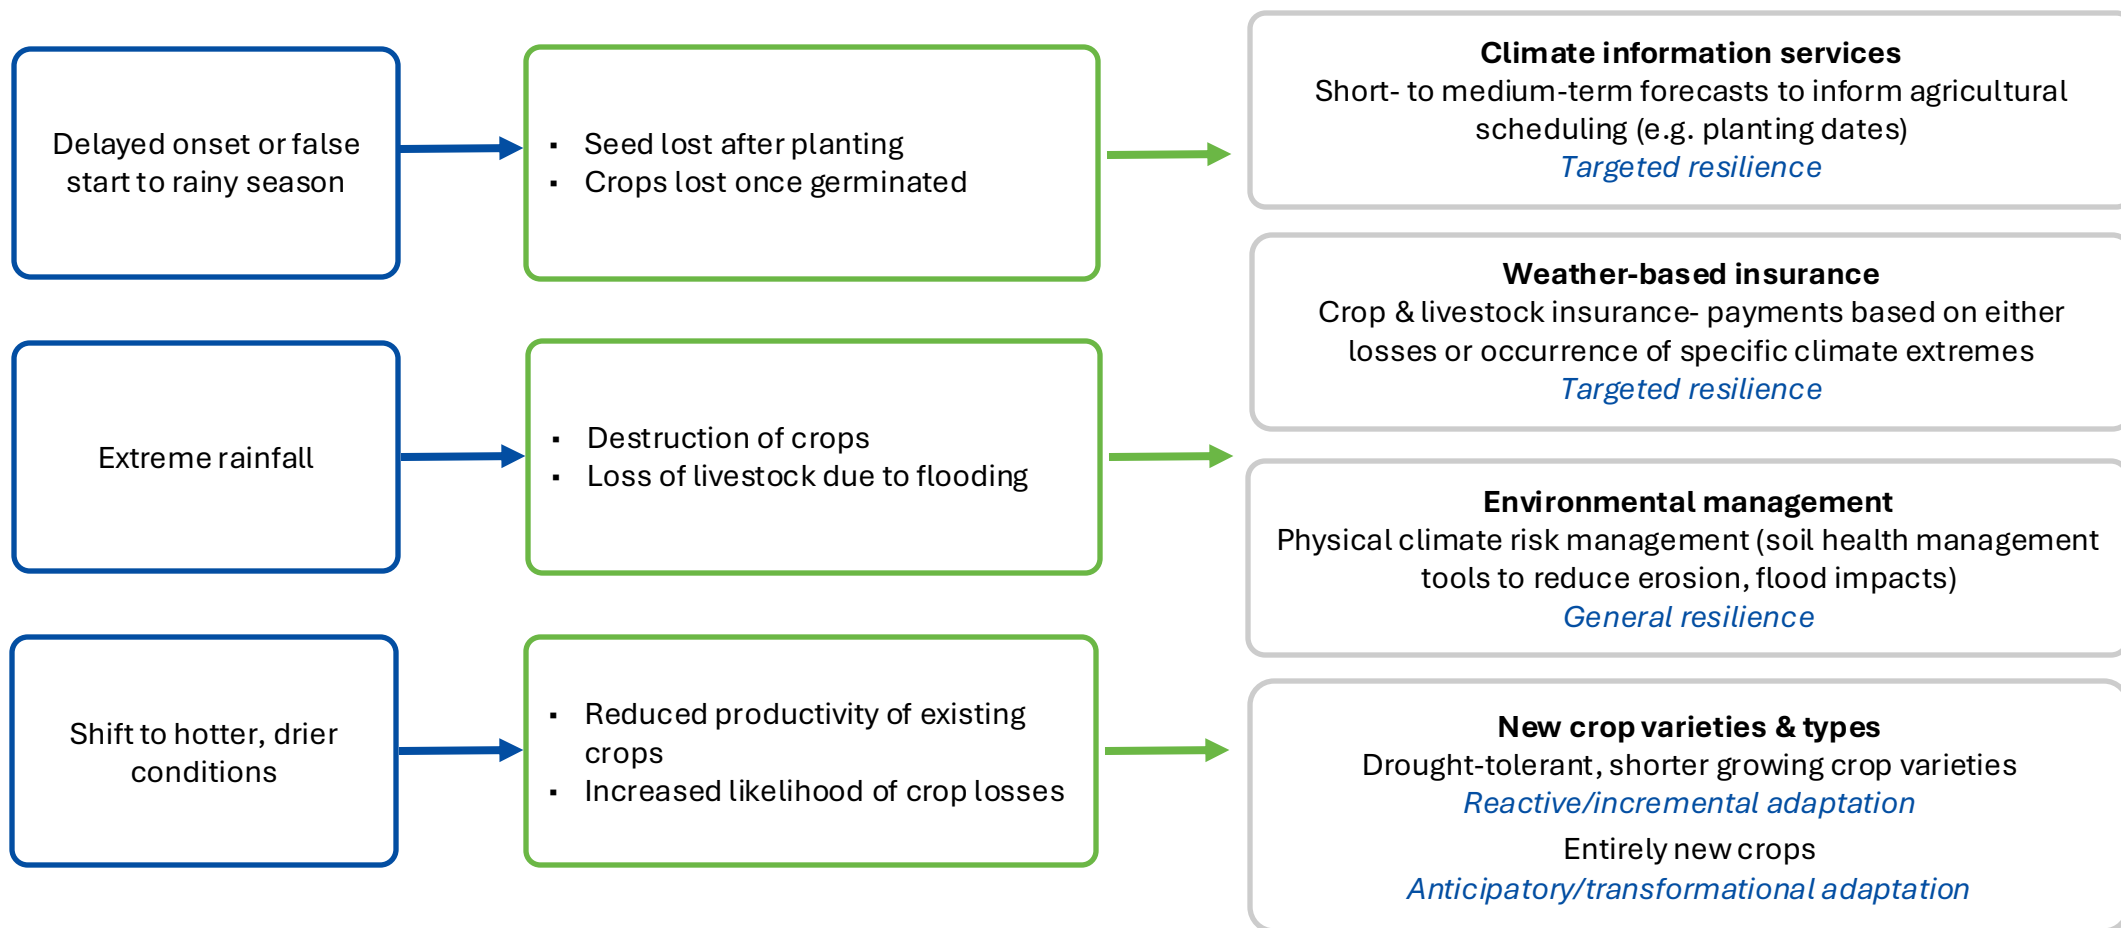 Delayed onset or false
start to rainy season
▪ Seed lost after planting
▪ Crops lost once germinated
Climate information services
Short- to medium-term forecasts to inform agricultural
scheduling (e.g. planting dates)
Targeted resilience
Weather-based insurance
Crop & livestock insurance- payments based on either
losses or occurrence of specific climate extremes
Targeted resilience
Extreme rainfall
▪ Destruction of crops
▪ Loss of livestock due to flooding
Environmental management
Physical climate risk management (soil health management
tools to reduce erosion, flood impacts)
General resilience
Shift to hotter, drier
conditions
▪ Reduced productivity of existing
crops
▪ Increased likelihood of crop losses
New crop varieties & types
Drought-tolerant, shorter growing crop varieties
Reactive/incremental adaptation
Entirely new crops
Anticipatory/transformational adaptation